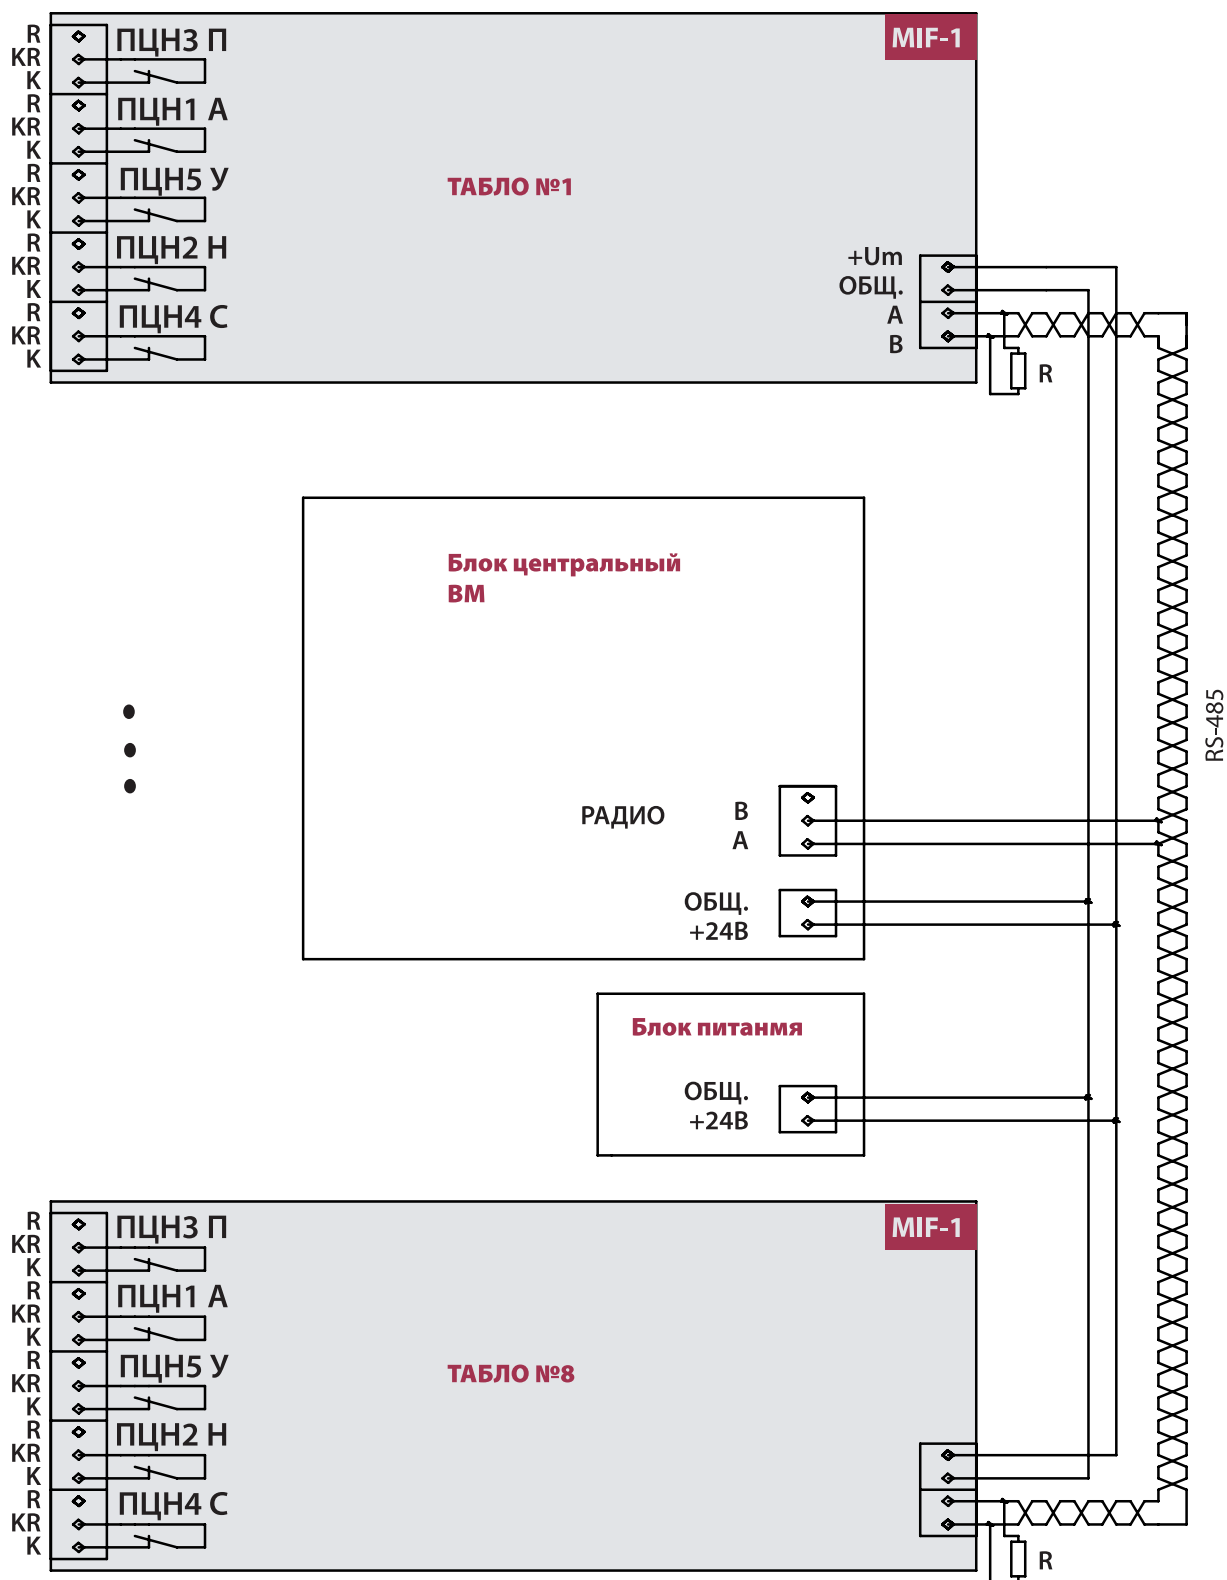 MIF-1
R
KR
K
ПЦН3 П
R
KR
K
ПЦН1 А
R
KR
K
ПЦН5 У
ТАБЛО №1
R
KR
K
ПЦН2 Н
R
KR
K
ПЦН4 С
+Um
ОБЩ.
A
B
R
Блок центральный
ВМ
RS-485
РАДИО
B
A
ОБЩ.
+24В
Блок питанмя
ОБЩ.
+24В
MIF-1
R
KR
K
ПЦН3 П
R
KR
K
ПЦН1 А
R
KR
K
ПЦН5 У
ТАБЛО №8
R
KR
K
ПЦН2 Н
R
KR
K
ПЦН4 С
R